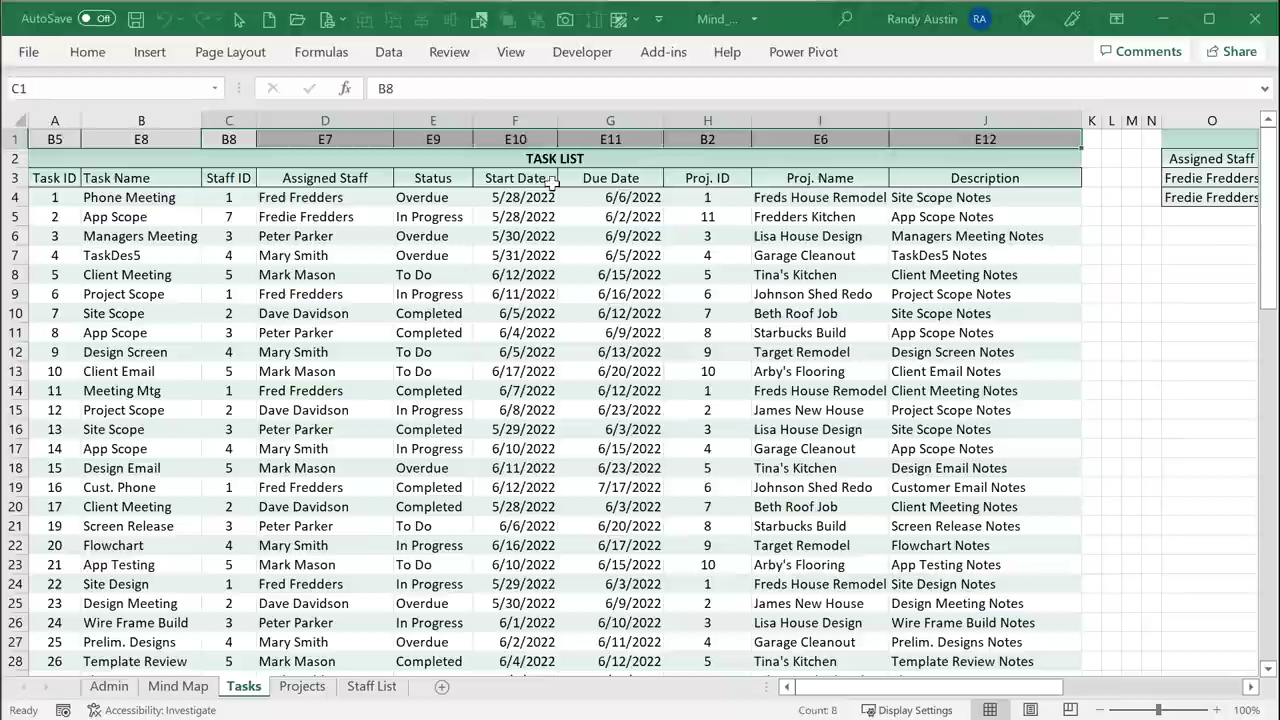 AutoSave Off Mind_... Randy Austin RA
File Home Insert Page Layout Formulas Data Review View Developer Add-ins Help Power Pivot Comments Share
C1 fx B8
A B C D E F G H I J K L M N O
1 B5 E8 B8 E7 E9 E10 E11 B2 E6 E12
2 TASK LIST Assigned Staff
3 Task ID Task Name Staff ID Assigned Staff Status Start Date Due Date Proj. ID Proj. Name Description Fredie Fredders
4 1 Phone Meeting 1 Fred Fredders Overdue 5/28/2022 6/6/2022 1 Freds House Remodel Site Scope Notes Fredie Fredders
5 2 App Scope 7 Fredie Fredders In Progress 5/28/2022 6/2/2022 11 Fredders Kitchen App Scope Notes
6 3 Managers Meeting 3 Peter Parker Overdue 5/30/2022 6/9/2022 3 Lisa House Design Managers Meeting Notes
7 4 TaskDes5 4 Mary Smith Overdue 5/31/2022 6/5/2022 4 Garage Cleanout TaskDes5 Notes
8 5 Client Meeting 5 Mark Mason To Do 6/12/2022 6/15/2022 5 Tina's Kitchen Client Meeting Notes
9 6 Project Scope 1 Fred Fredders In Progress 6/11/2022 6/16/2022 6 Johnson Shed Redo Project Scope Notes
10 7 Site Scope 2 Dave Davidson Completed 6/5/2022 6/12/2022 7 Beth Roof Job Site Scope Notes
11 8 App Scope 3 Peter Parker Completed 6/4/2022 6/9/2022 8 Starbucks Build App Scope Notes
12 9 Design Screen 4 Mary Smith To Do 6/5/2022 6/13/2022 9 Target Remodel Design Screen Notes
13 10 Client Email 5 Mark Mason To Do 6/17/2022 6/20/2022 10 Arby's Flooring Client Email Notes
14 11 Meeting Mtg 1 Fred Fredders Completed 6/7/2022 6/12/2022 1 Freds House Remodel Client Meeting Notes
15 12 Project Scope 2 Dave Davidson In Progress 6/8/2022 6/23/2022 2 James New House Project Scope Notes
16 13 Site Scope 3 Peter Parker Completed 5/29/2022 6/3/2022 3 Lisa House Design Site Scope Notes
17 14 App Scope 4 Mary Smith In Progress 6/10/2022 6/15/2022 4 Garage Cleanout App Scope Notes
18 15 Design Email 5 Mark Mason Overdue 6/11/2022 6/23/2022 5 Tina's Kitchen Design Email Notes
19 16 Cust. Phone 1 Fred Fredders Completed 6/12/2022 7/17/2022 6 Johnson Shed Redo Customer Email Notes
20 17 Client Meeting 2 Dave Davidson Completed 5/28/2022 6/3/2022 7 Beth Roof Job Client Meeting Notes
21 19 Screen Release 3 Peter Parker To Do 6/6/2022 6/20/2022 8 Starbucks Build Screen Release Notes
22 20 Flowchart 4 Mary Smith In Progress 6/16/2022 6/17/2022 9 Target Remodel Flowchart Notes
23 21 App Testing 5 Mark Mason To Do 6/10/2022 6/15/2022 10 Arby's Flooring App Testing Notes
24 22 Site Design 1 Fred Fredders In Progress 5/29/2022 6/3/2022 1 Freds House Remodel Site Design Notes
25 23 Design Meeting 2 Dave Davidson Overdue 5/30/2022 6/9/2022 2 James New House Design Meeting Notes
26 24 Wire Frame Build 3 Peter Parker In Progress 6/1/2022 6/10/2022 3 Lisa House Design Wire Frame Build Notes
27 25 Prelim. Designs 4 Mary Smith Overdue 6/2/2022 6/11/2022 4 Garage Cleanout Prelim. Designs Notes
28 26 Template Review 5 Mark Mason Completed 6/4/2022 6/12/2022 5 Tina's Kitchen Template Review Notes
Admin Mind Map Tasks Projects Staff List
Ready Accessibility: Investigate Count: 8 Display Settings 100%